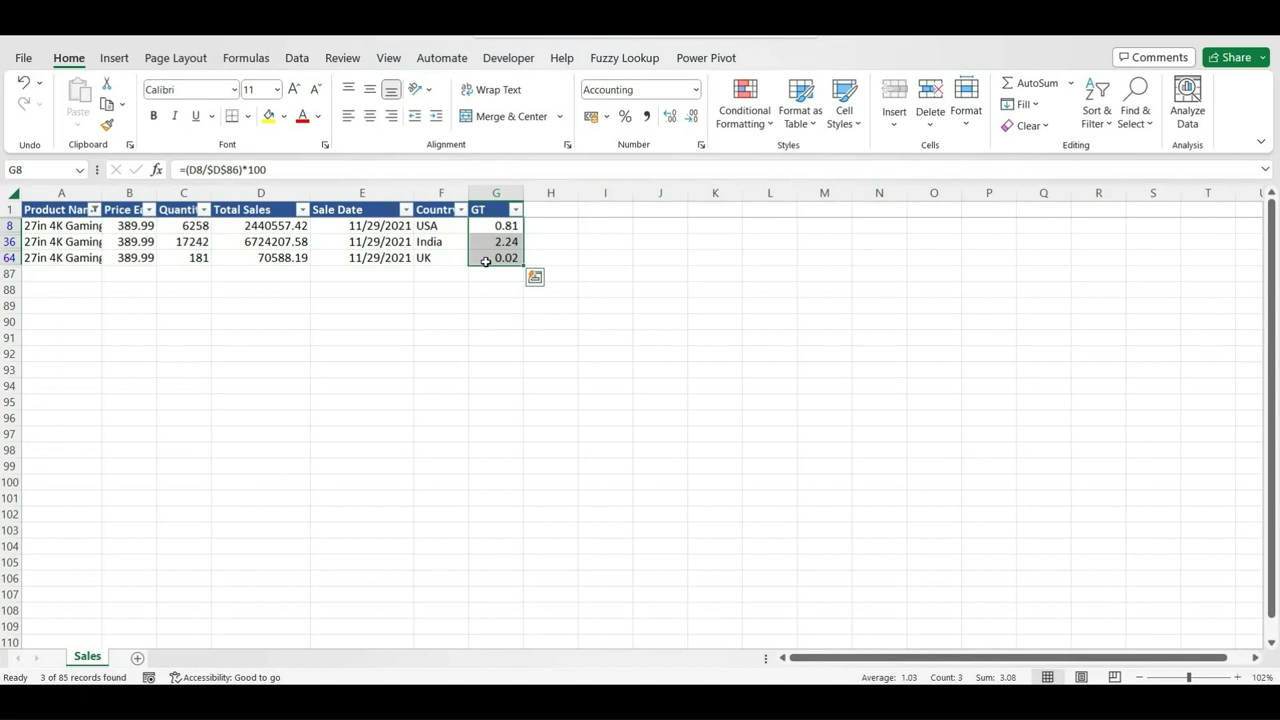 File Home Insert Page Layout Formulas Data Review View Automate Developer Help Fuzzy Lookup Power Pivot Comments Share
Paste
Calibri 11
Wrap Text
Merge & Center
Accounting
Conditional Formatting
Format as Table
Cell Styles
Insert
Delete
Format
AutoSum
Fill
Clear
Sort & Filter
Find & Select
Analyze Data
Undo Clipboard Font Alignment Number Styles Cells Editing Analysis
G8 fx =(D8/$D$86)*100
A B C D E F G H I J K L M N O P Q R S T
1 Product Nam Price Ea Quanti Total Sales Sale Date Countr GT
8 27in 4K Gaming 389.99 6258 2440557.42 11/29/2021 USA 0.81
36 27in 4K Gaming 389.99 17242 6724207.58 11/29/2021 India 2.24
64 27in 4K Gaming 389.99 181 70588.19 11/29/2021 UK 0.02
87
88
89
90
91
92
93
94
95
96
97
98
99
100
101
102
103
104
105
106
107
108
109
110
Sales
Ready 3 of 85 records found Accessibility: Good to go Average: 1.03 Count: 3 Sum: 3.08 102%